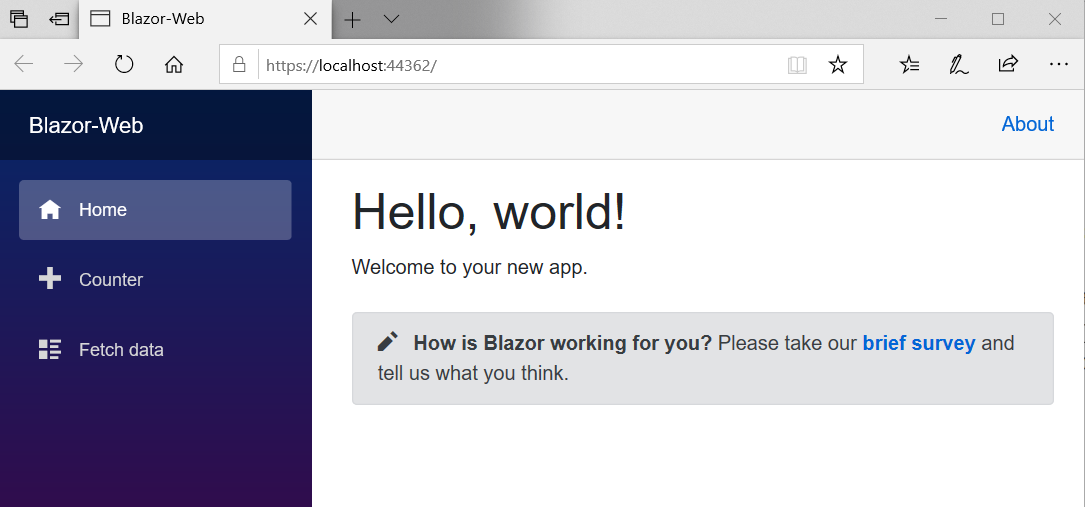 Blazor-Web
https://localhost:44362/
Blazor-Web
About
Home
Counter
Fetch data
Hello, world!
Welcome to your new app.
How is Blazor working for you? Please take our brief survey and
tell us what you think.